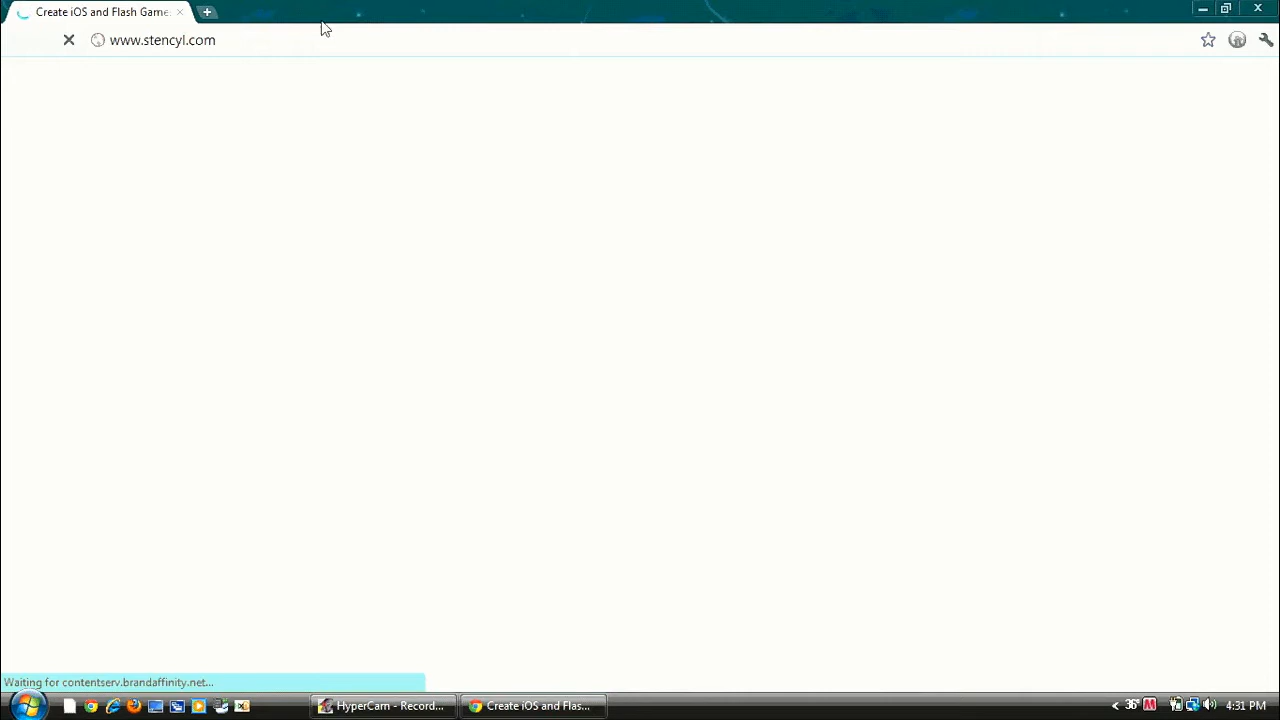 Create iOS and Flash Game
www.stencyl.com
Waiting for contentserv.brandaffinity.net...
HyperCam - Record...
Create iOS and Flas...
36°
4:31 PM